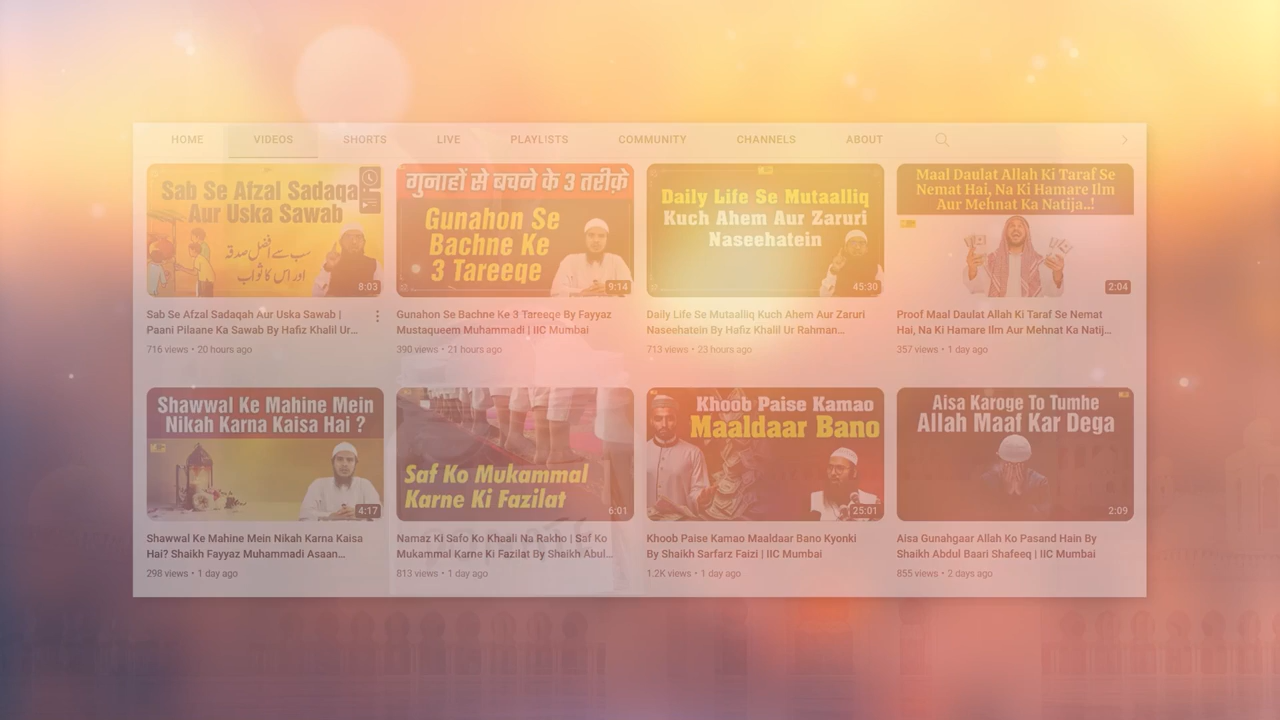 HOME VIDEOS SHORTS LIVE PLAYLISTS COMMUNITY CHANNELS ABOUT
Sab Se Afzal Sadaqa
Aur Uska Sawab
سب سے افضل صدقہ
اور اس کا ثواب
8:03
Sab Se Afzal Sadaqah Aur Uska Sawab |
Paani Pilaane Ka Sawab By Hafiz Khalil Ur...
716 views • 20 hours ago
गुनाहों से बचने के 3 तरीक़े
Gunahon Se
Bachne Ke
3 Tareeqe
9:14
Gunahon Se Bachne Ke 3 Tareeqe By Fayyaz
Mustaqueem Muhammadi | IIC Mumbai
390 views • 21 hours ago
Daily Life Se Mutaalliq
Kuch Ahem Aur Zaruri
Naseehatein
45:30
Daily Life Se Mutaalliq Kuch Ahem Aur Zaruri
Naseehatein By Hafiz Khalil Ur Rahman...
713 views • 23 hours ago
Maal Daulat Allah Ki Taraf Se
Nemat Hai, Na Ki Hamare Ilm
Aur Mehnat Ka Natija..!
2:04
Proof Maal Daulat Allah Ki Taraf Se Nemat
Hai, Na Ki Hamare Ilm Aur Mehnat Ka Natij...
357 views • 1 day ago
Shawwal Ke Mahine Mein
Nikah Karna Kaisa Hai ?
4:17
Shawwal Ke Mahine Mein Nikah Karna Kaisa
Hai? Shaikh Fayyaz Muhammadi Asaan...
298 views • 1 day ago
Saf Ko Mukammal
Karne Ki Fazilat
6:01
Namaz Ki Safo Ko Khaali Na Rakho | Saf Ko
Mukammal Karne Ki Fazilat By Shaikh Abul...
813 views • 1 day ago
Khoob Paise Kamao
Maaldaar Bano
25:01
Khoob Paise Kamao Maaldaar Bano Kyonki
By Shaikh Sarfarz Faizi | IIC Mumbai
1.2K views • 1 day ago
Aisa Karoge To Tumhe
Allah Maaf Kar Dega
2:09
Aisa Gunahgaar Allah Ko Pasand Hain By
Shaikh Abdul Baari Shafeeq | IIC Mumbai
855 views • 2 days ago